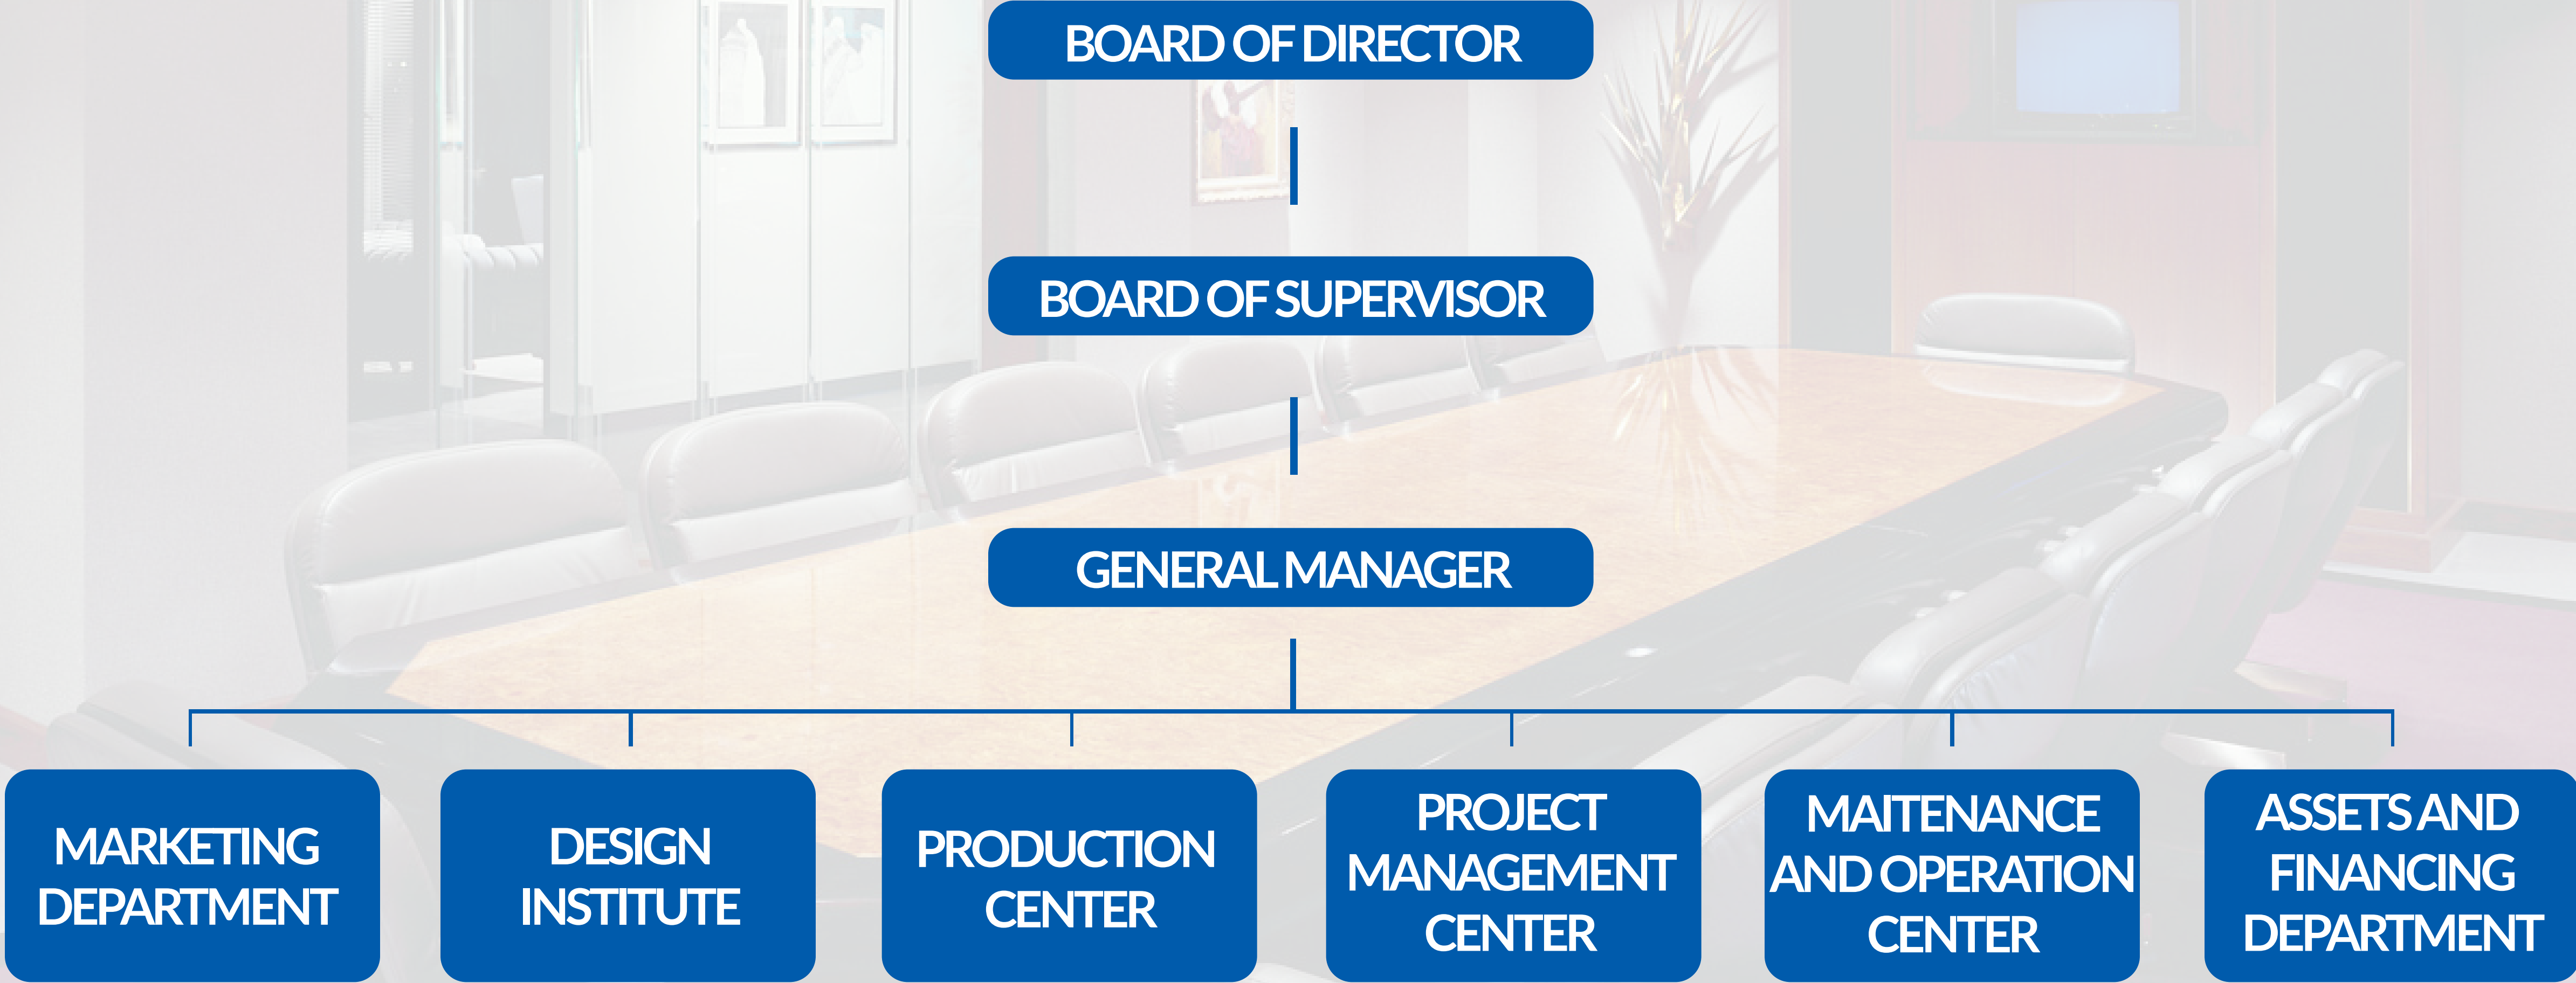 BOARD OF DIRECTOR
BOARD OF SUPERVISOR
GENERAL MANAGER
MARKETING
DEPARTMENT
DESIGN
INSTITUTE
PRODUCTION
CENTER
PROJECT
MANAGEMENT
CENTER
MAITENANCE
AND OPERATION
CENTER
ASSETS AND
FINANCING
DEPARTMENT